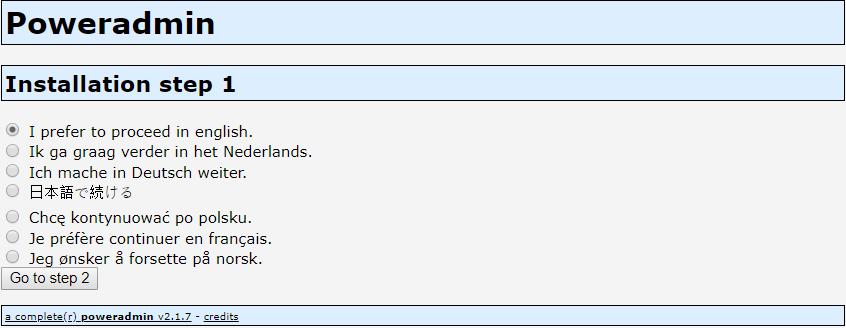 Poweradmin
Installation step 1
I prefer to proceed in english.
Ik ga graag verder in het Nederlands.
Ich mache in Deutsch weiter.
日本語で続ける
Chcę kontynuować po polsku.
Je préfère continuer en français.
Jeg ønsker å forsette på norsk.
Go to step 2
a complete(r) poweradmin v2.1.7 - credits